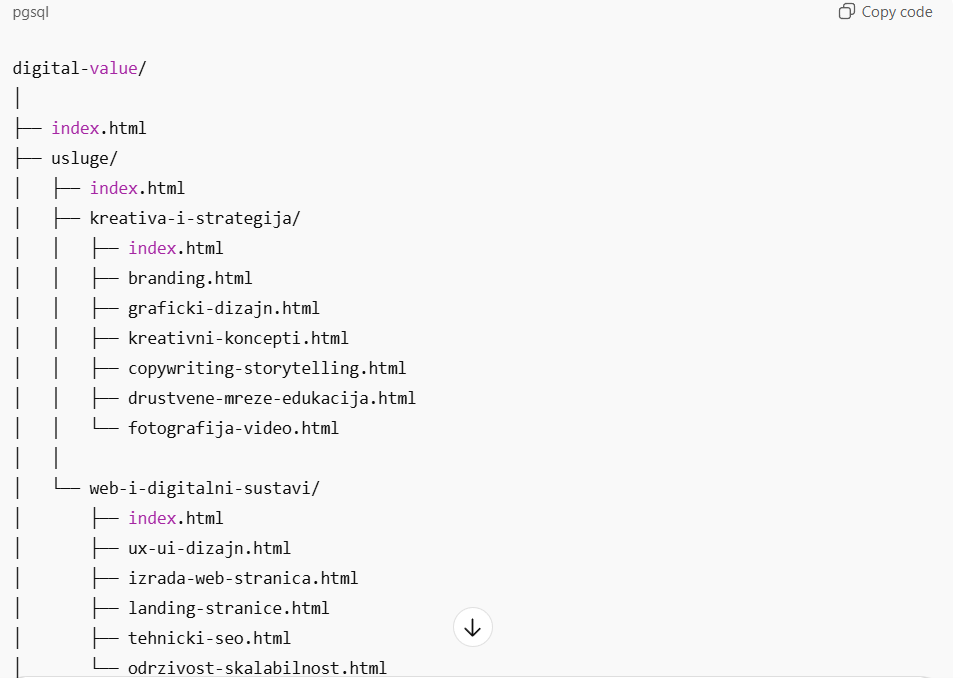 pgsql
Copy code
digital-value/
│
├── index.html
├── usluge/
│   ├── index.html
│   ├── kreativa-i-strategija/
│   │   ├── index.html
│   │   ├── branding.html
│   │   ├── graficki-dizajn.html
│   │   ├── kreativni-koncepti.html
│   │   ├── copywriting-storytelling.html
│   │   ├── drustvene-mreze-edukacija.html
│   │   └── fotografija-video.html
│   │
│   └── web-i-digitalni-sustavi/
│       ├── index.html
│       ├── ux-ui-dizajn.html
│       ├── izrada-web-stranica.html
│       ├── landing-stranice.html
│       ├── tehnicki-seo.html
│       └── odrzivost-skalabilnost.html